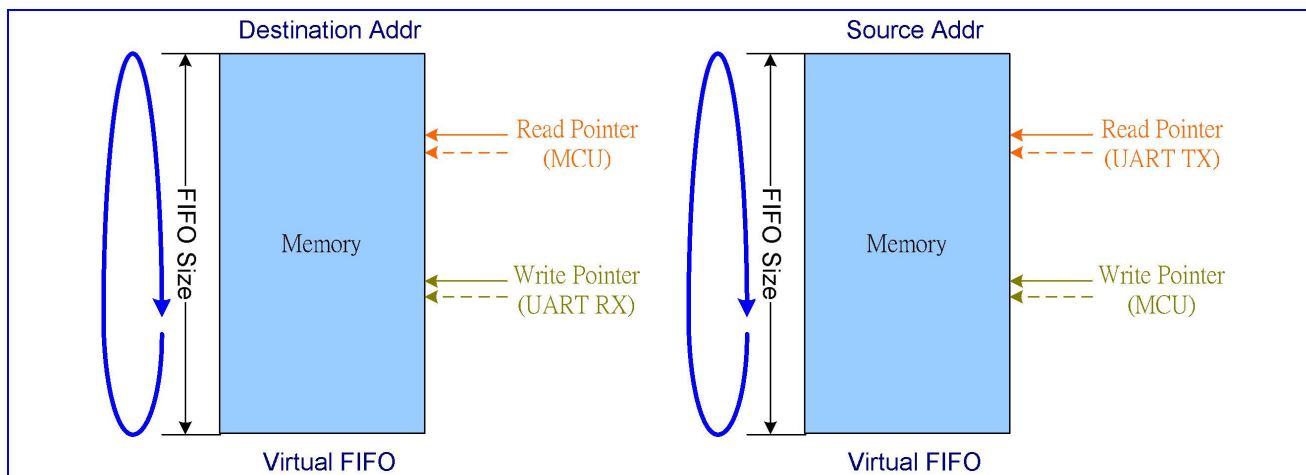 Destination Addr
FIFO Size
Memory
Read Pointer
(MCU)
Write Pointer
(UART RX)
Virtual FIFO
Source Addr
FIFO Size
Memory
Read Pointer
(UART TX)
Write Pointer
(MCU)
Virtual FIFO